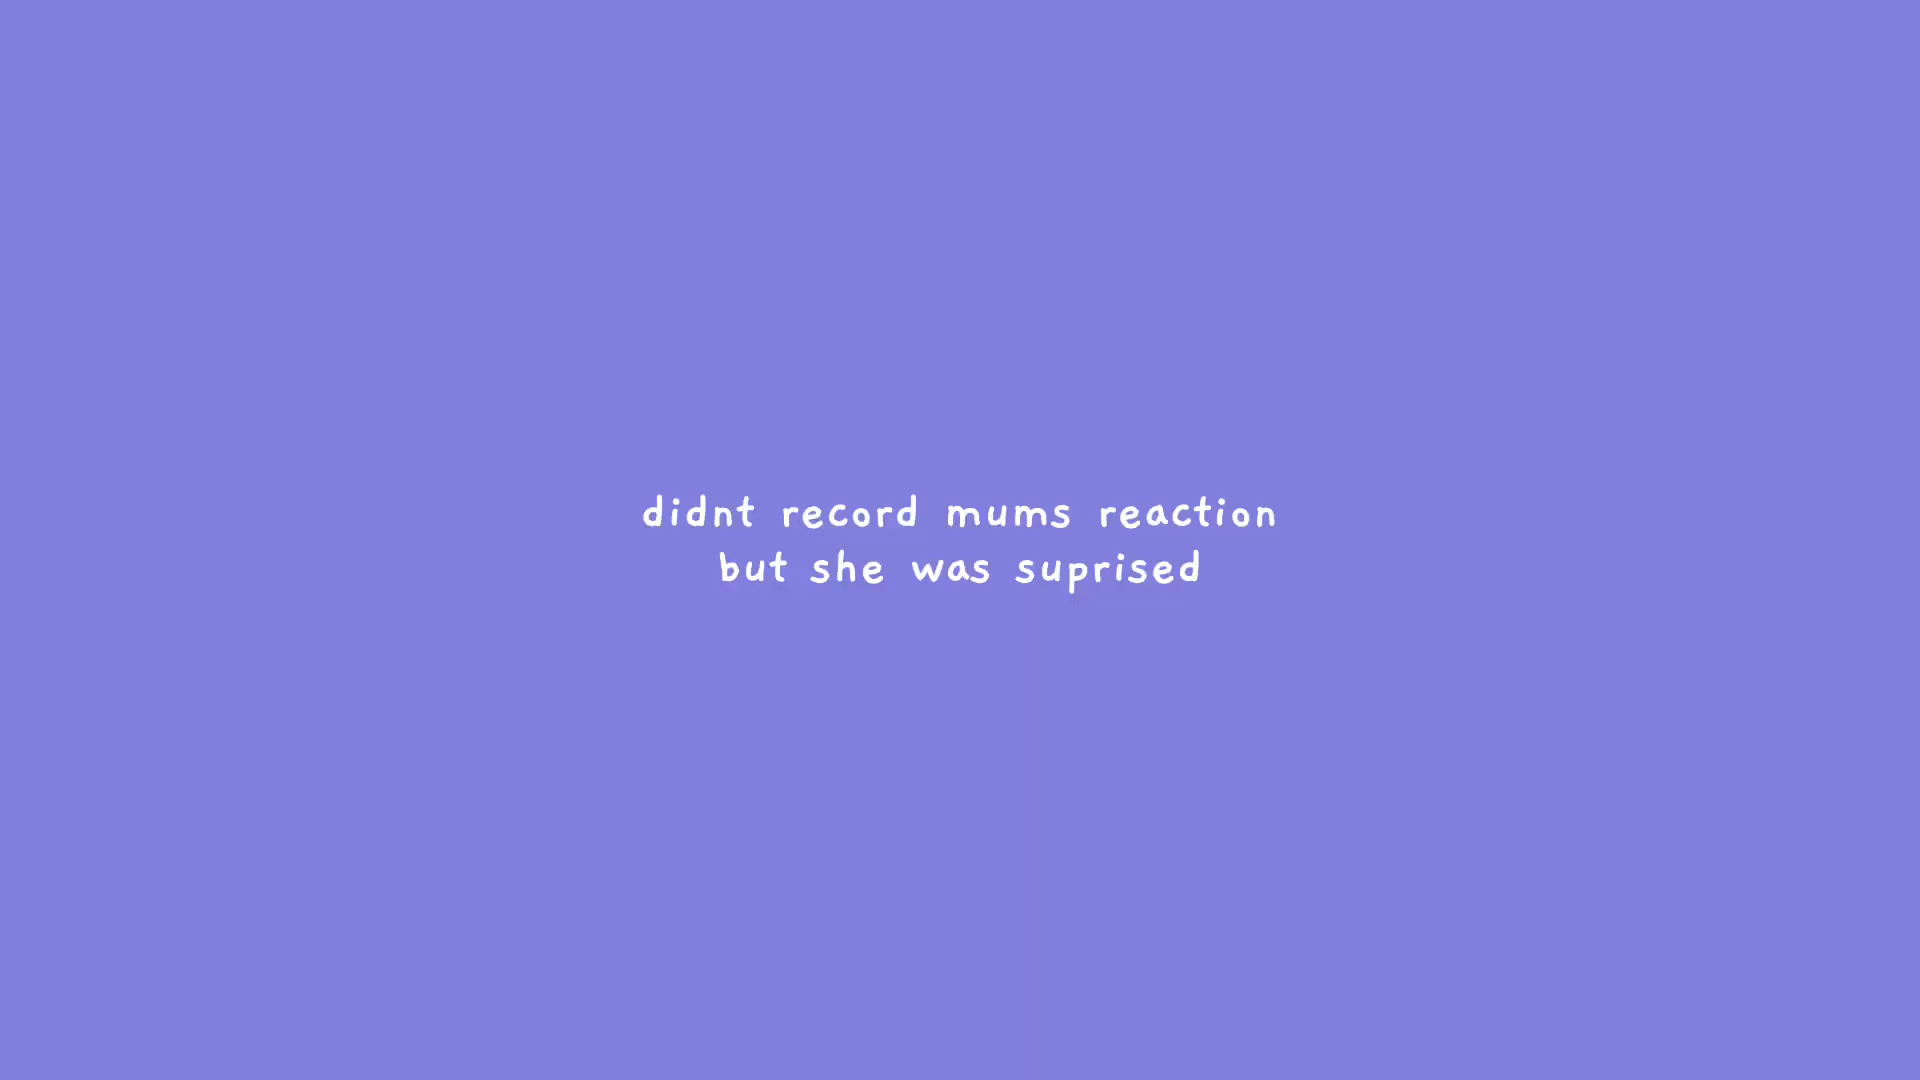 didnt record mums reaction
but she was suprised